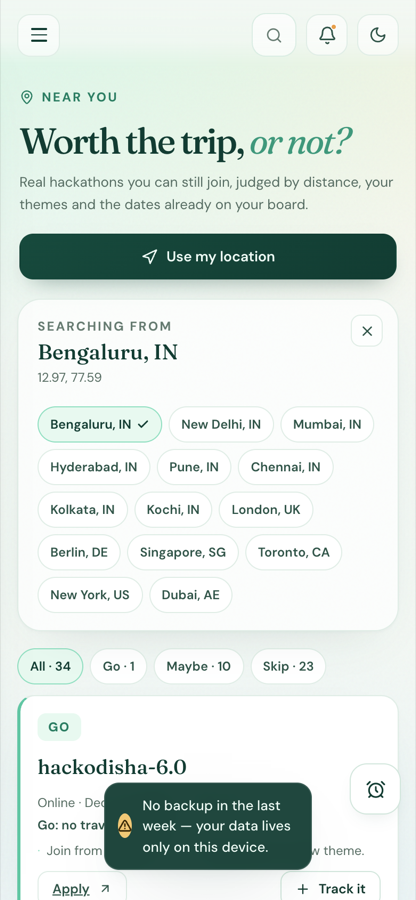 NEAR YOU
Worth the trip, or not?
Real hackathons you can still join, judged by distance, your
themes and the dates already on your board.
Use my location
SEARCHING FROM
Bengaluru, IN
12.97, 77.59
Bengaluru, IN
New Delhi, IN
Mumbai, IN
Hyderabad, IN
Pune, IN
Chennai, IN
Kolkata, IN
Kochi, IN
London, UK
Berlin, DE
Singapore, SG
Toronto, CA
New York, US
Dubai, AE
All · 34
Go · 1
Maybe · 10
Skip · 23
GO
hackodisha-6.0
Online · Dec
Go: no
No backup in the last
week — your data lives
only on this device.
· Join from
theme.
Apply
Track it